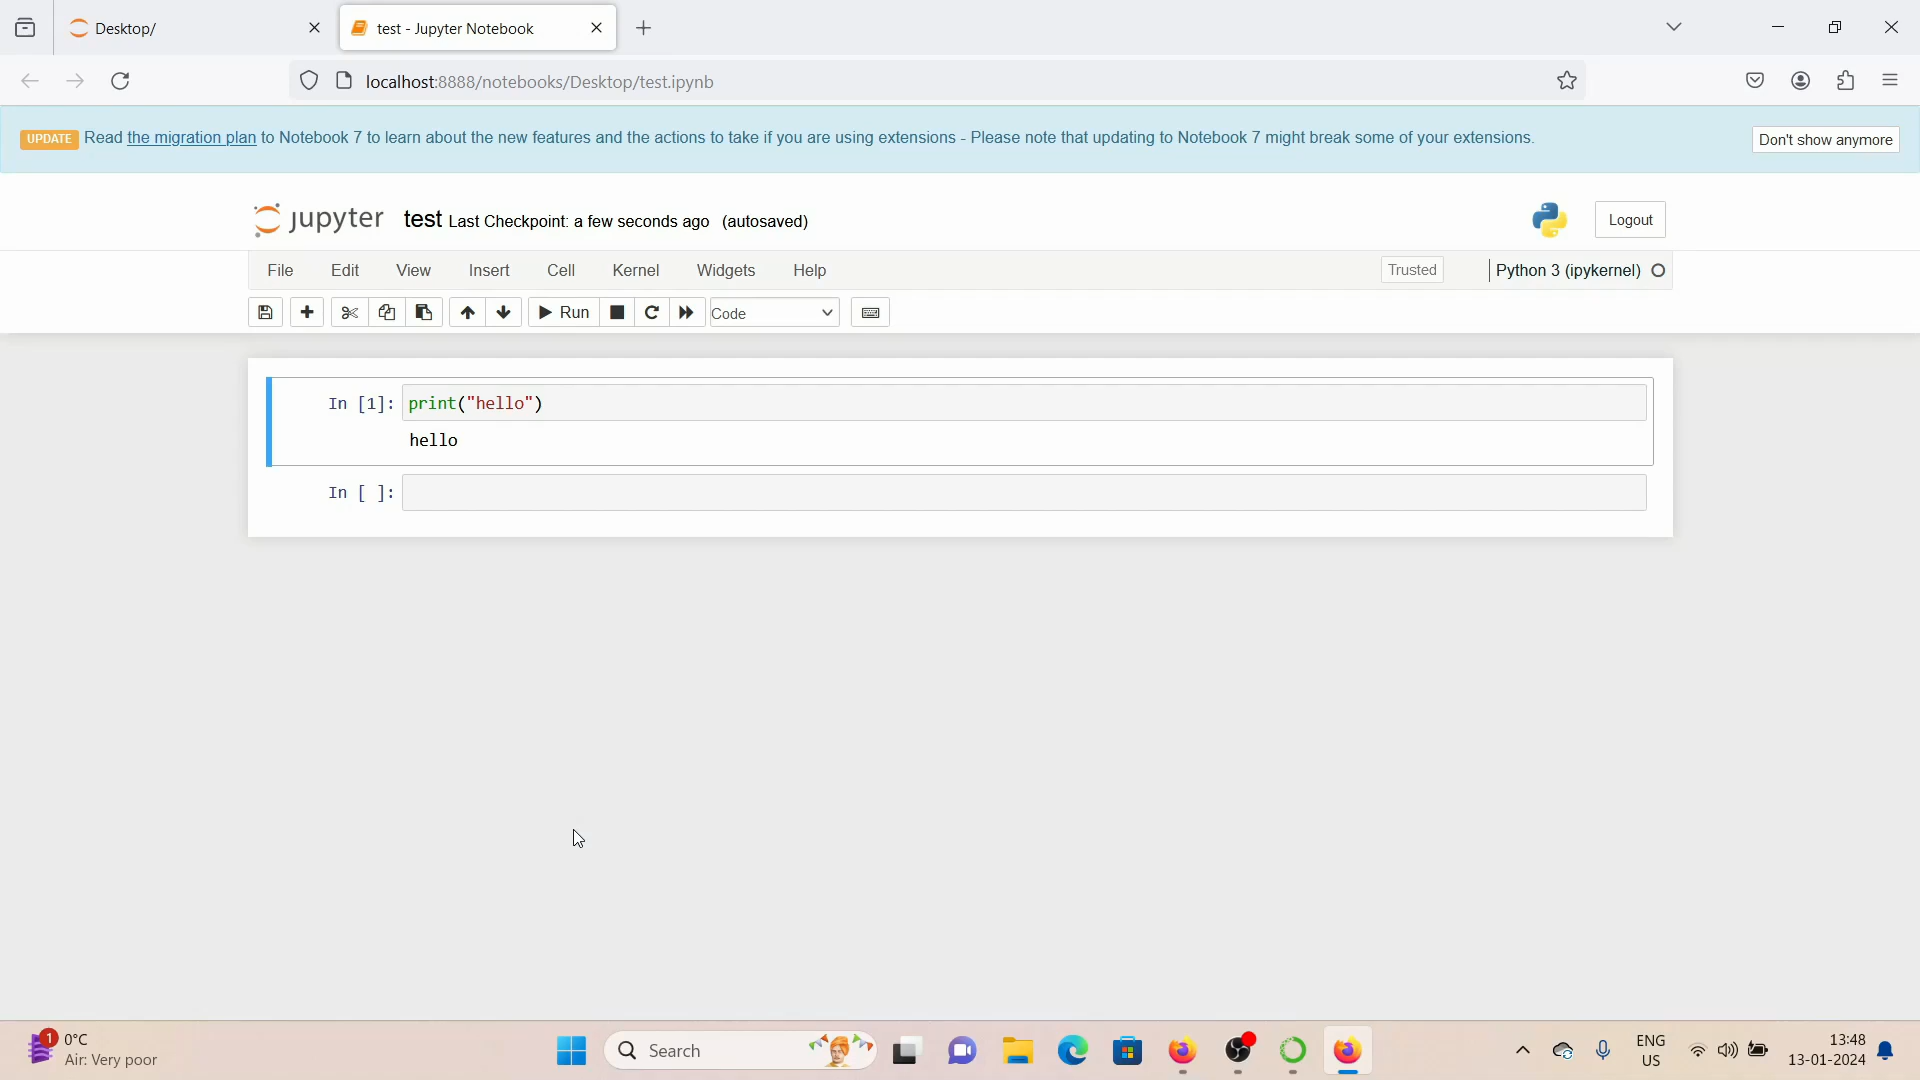 Desktop/
test - Jupyter Notebook
localhost:8888/notebooks/Desktop/test.ipynb
UPDATE Read the migration plan to Notebook 7 to learn about the new features and the actions to take if you are using extensions - Please note that updating to Notebook 7 might break some of your extensions.
Don't show anymore
jupyter test Last Checkpoint: a few seconds ago (autosaved)
Logout
File Edit View Insert Cell Kernel Widgets Help
Trusted
Python 3 (ipykernel)
Run
Code
In [1]: print("hello")
hello
In [ ]:
1
0°C
Air: Very poor
Search
ENG
US
13:48
13-01-2024